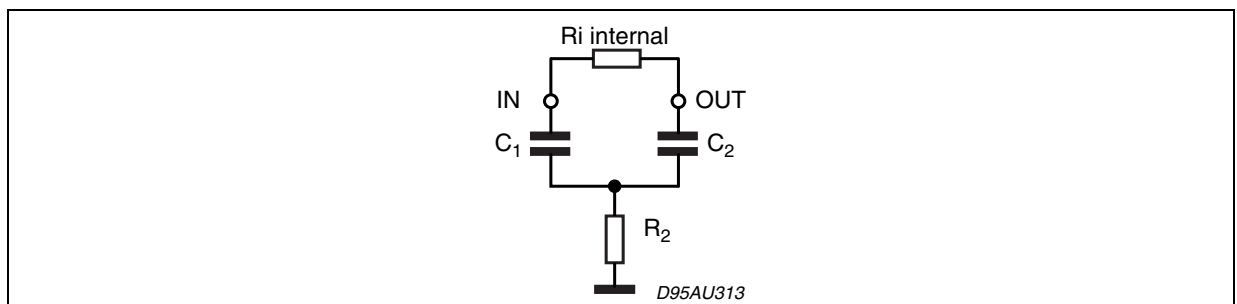 Ri internal
IN OUT
C1 C2
R2
D95AU313